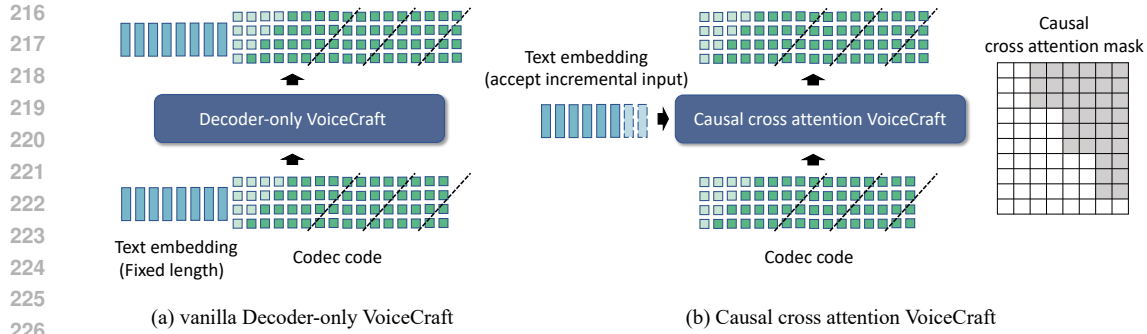 216
217
218
219
220
221
222
223
224
225
226
Decoder-only VoiceCraft
Text embedding
(Fixed length)
Codec code
(a) vanilla Decoder-only VoiceCraft
Text embedding
(accept incremental input)
Causal cross attention VoiceCraft
Codec code
Causal
cross attention mask
(b) Causal cross attention VoiceCraft